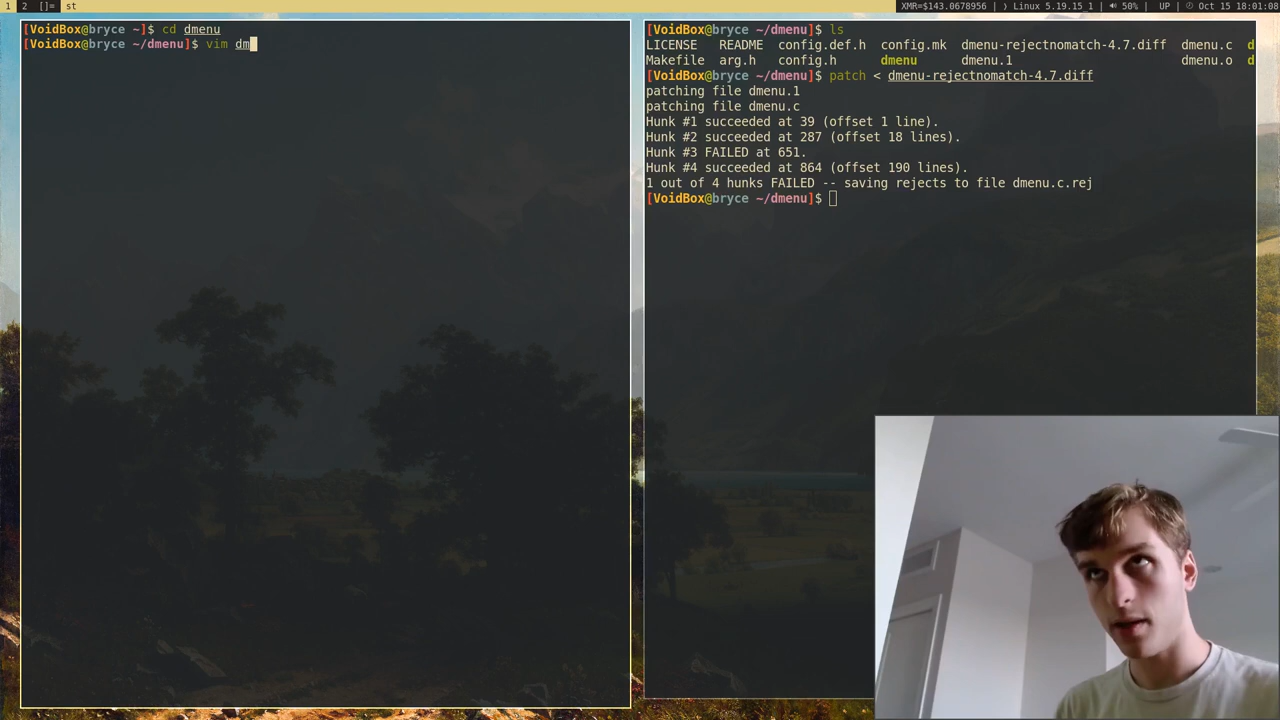 1 2 []= st XMR=$143.0678956 | Linux 5.19.15_1 | 50% | UP | Oct 15 18:01:08
[VoidBox@bryce ~]$ cd dmenu
[VoidBox@bryce ~/dmenu]$ vim dm
[VoidBox@bryce ~/dmenu]$ ls
LICENSE README config.def.h config.mk dmenu-rejectnomatch-4.7.diff dmenu.c d
Makefile arg.h config.h dmenu dmenu.1 dmenu.o d
[VoidBox@bryce ~/dmenu]$ patch < dmenu-rejectnomatch-4.7.diff
patching file dmenu.1
patching file dmenu.c
Hunk #1 succeeded at 39 (offset 1 line).
Hunk #2 succeeded at 287 (offset 18 lines).
Hunk #3 FAILED at 651.
Hunk #4 succeeded at 864 (offset 190 lines).
1 out of 4 hunks FAILED -- saving rejects to file dmenu.c.rej
[VoidBox@bryce ~/dmenu]$